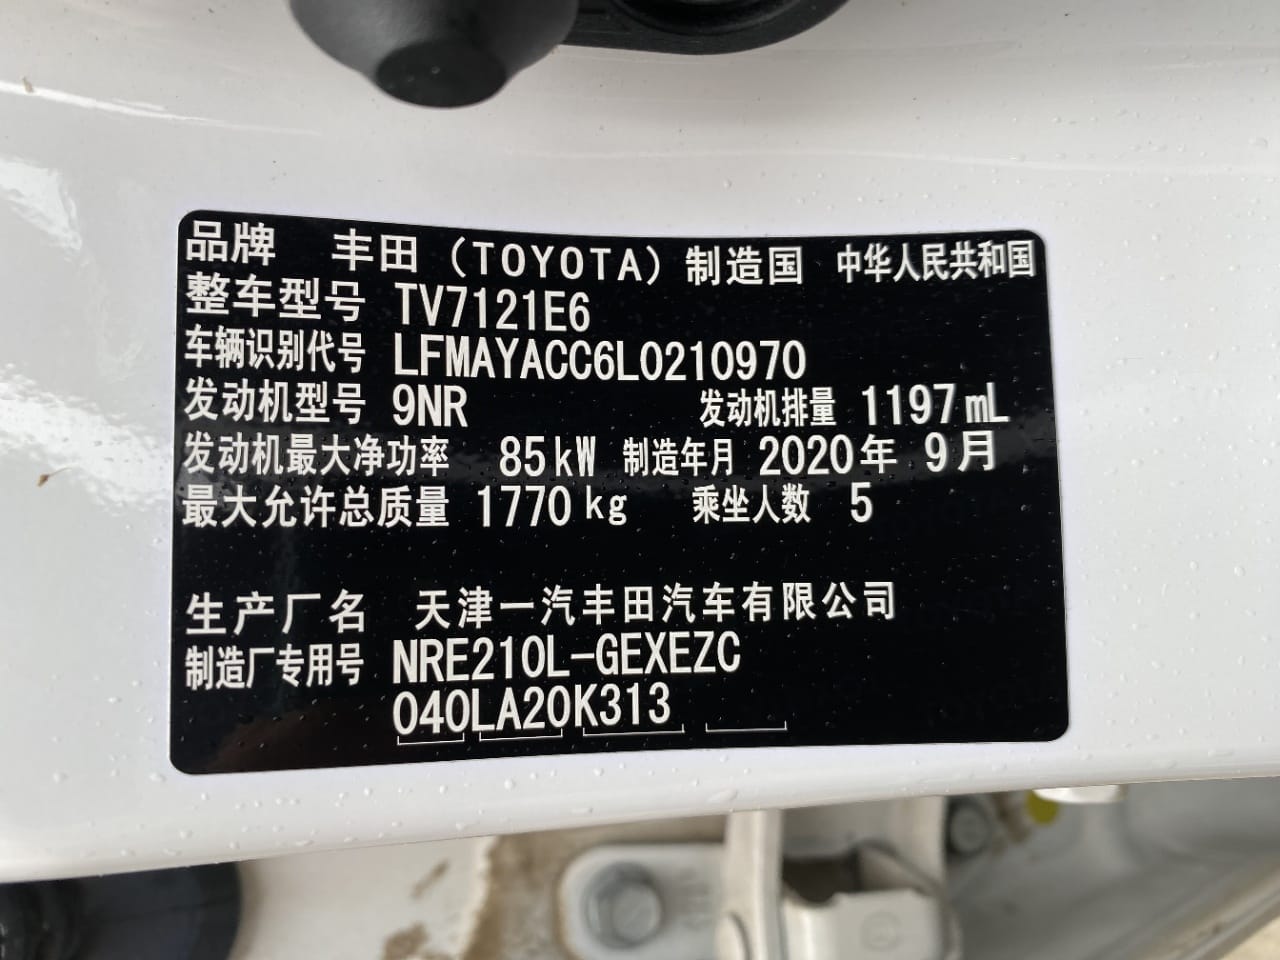 品牌 丰田（TOYOTA）制造国 中华人民共和国
整车型号 TV7121E6
车辆识别代号 LFMAYACC6L0210970
发动机型号 9NR 发动机排量 1197mL
发动机最大净功率 85kW 制造年月 2020年 9月
最大允许总质量 1770kg 乘坐人数 5
生产厂名 天津一汽丰田汽车有限公司
制造厂专用号 NRE210L-GEXEZC
040LA20K313